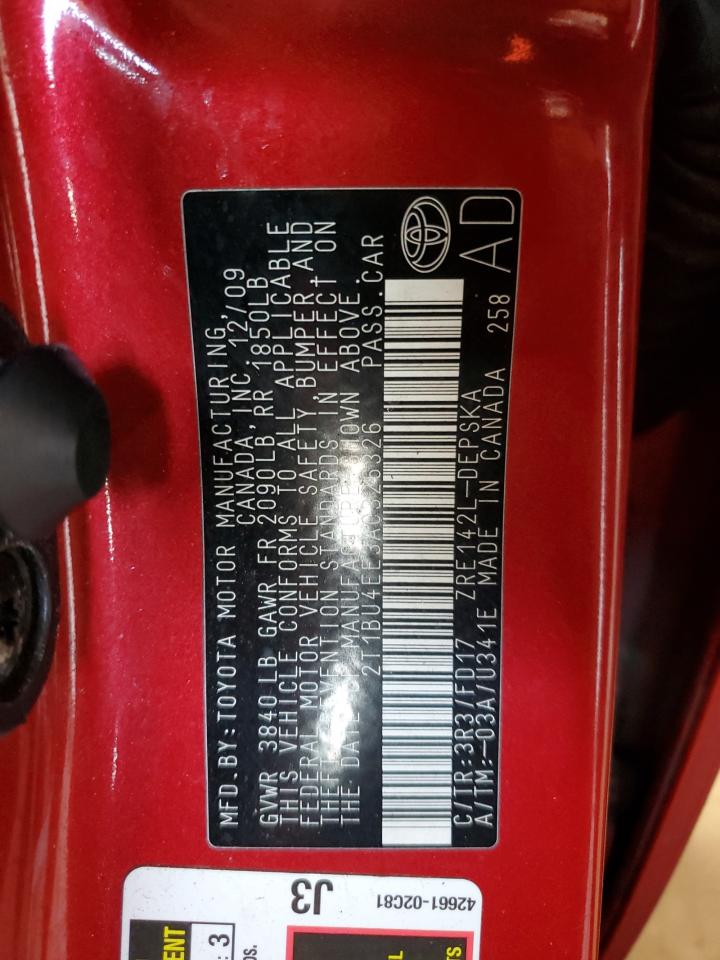 MFD.BY:TOYOTA MOTOR MANUFACTURING,
CANADA,INC. 12/09
GVWR 3840 LB GAWR FR 2090LB,RR 1850LB
THIS VEHICLE CONFORMS TO ALL APPLICABLE
FEDERAL MOTOR VEHICLE SAFETY,BUMPER,AND
THEFT PREVENTION STANDARDS IN EFFECT ON
THE DATE OF MANUFACTURE SHOWN ABOVE.
PASS.CAR
C/TR:3R3/FD17 ZRE142L-DEPSKA
A/TM:-03A/U341E MADE IN CANADA 258
AD
J3
42661-02C81
: 3